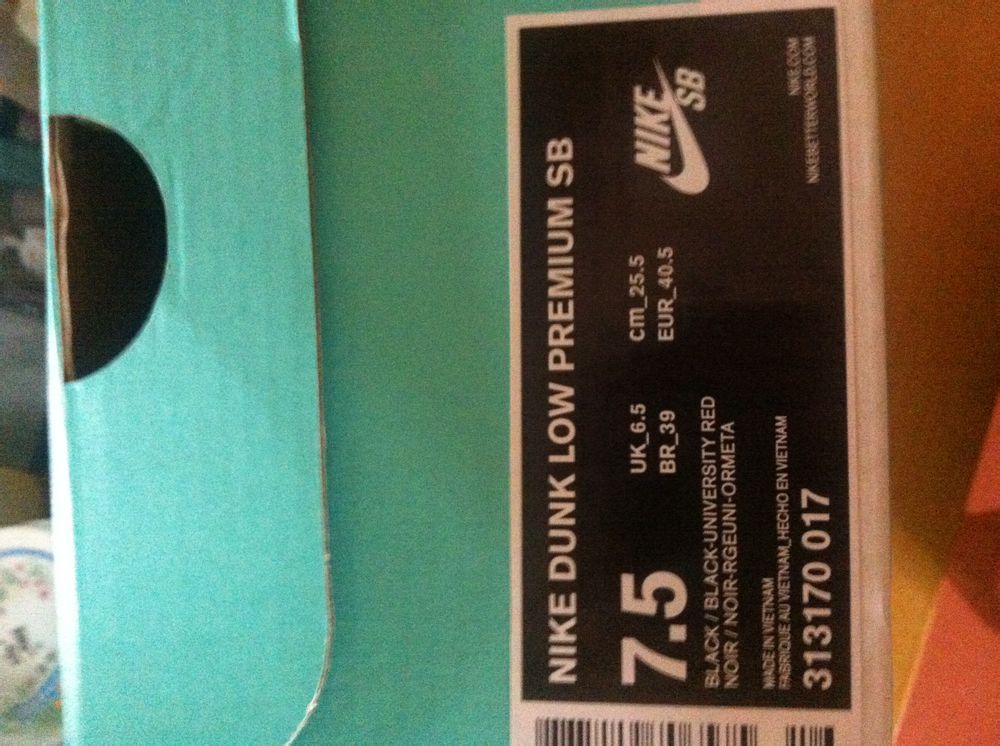 NIKE DUNK LOW PREMIUM SB
7.5
UK_6.5
cm_25.5
BR_39
EUR_40.5
NIKE
SB
BLACK / BLACK-UNIVERSITY RED
NOIR / NOIR-RGEUNI-ORMETA
MADE IN VIETNAM
FABRIQUE AU VIETNAM_HECHO EN VIETNAM
313170 017
NIKE.COM
NIKEBETTERWORLD.COM